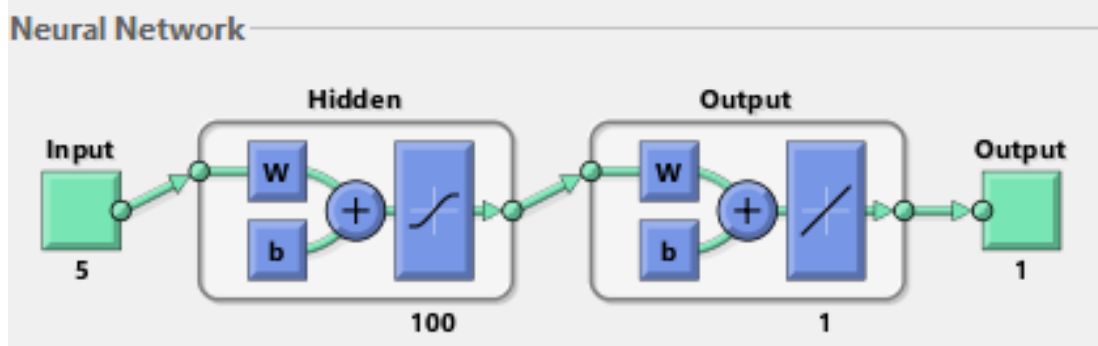 Neural Network
Hidden
Output
Input
Output
W
W
+
+
b
b
5
1
100
1